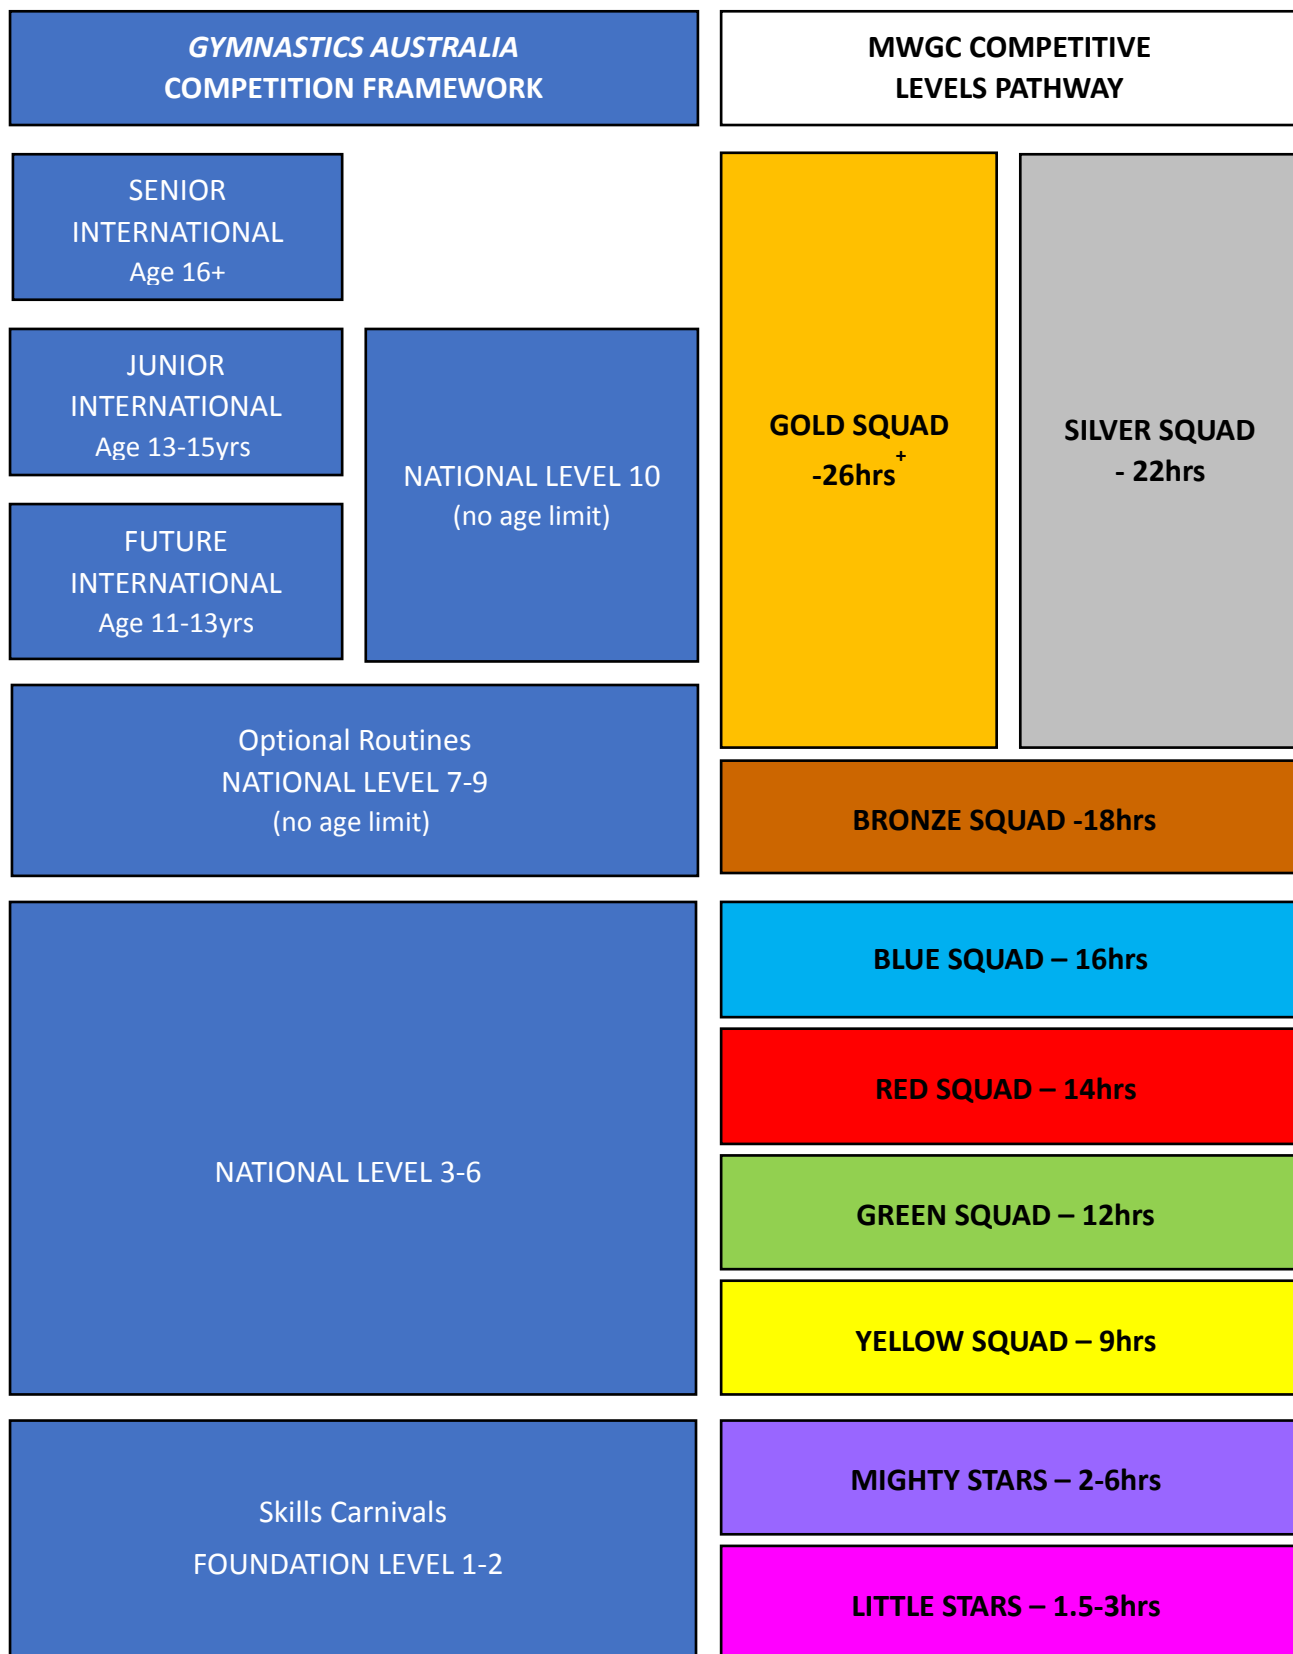 GYMNASTICS AUSTRALIA
COMPETITION FRAMEWORK
MWGC COMPETITIVE
LEVELS PATHWAY
SENIOR
INTERNATIONAL
Age 16+
JUNIOR
INTERNATIONAL
Age 13-15yrs
FUTURE
INTERNATIONAL
Age 11-13yrs
NATIONAL LEVEL 10
(no age limit)
GOLD SQUAD
-26hrs+
SILVER SQUAD
- 22hrs
Optional Routines
NATIONAL LEVEL 7-9
(no age limit)
BRONZE SQUAD -18hrs
NATIONAL LEVEL 3-6
BLUE SQUAD – 16hrs
RED SQUAD – 14hrs
GREEN SQUAD – 12hrs
YELLOW SQUAD – 9hrs
Skills Carnivals
FOUNDATION LEVEL 1-2
MIGHTY STARS – 2-6hrs
LITTLE STARS – 1.5-3hrs